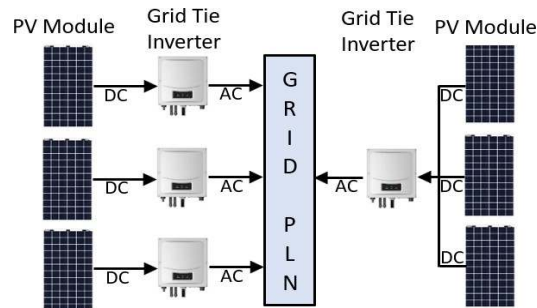 PV Module
Grid Tie
Inverter
Grid Tie
Inverter
PV Module
DC
AC
DC
AC
DC
AC
G
R
I
D
P
L
N
AC
DC
DC
DC